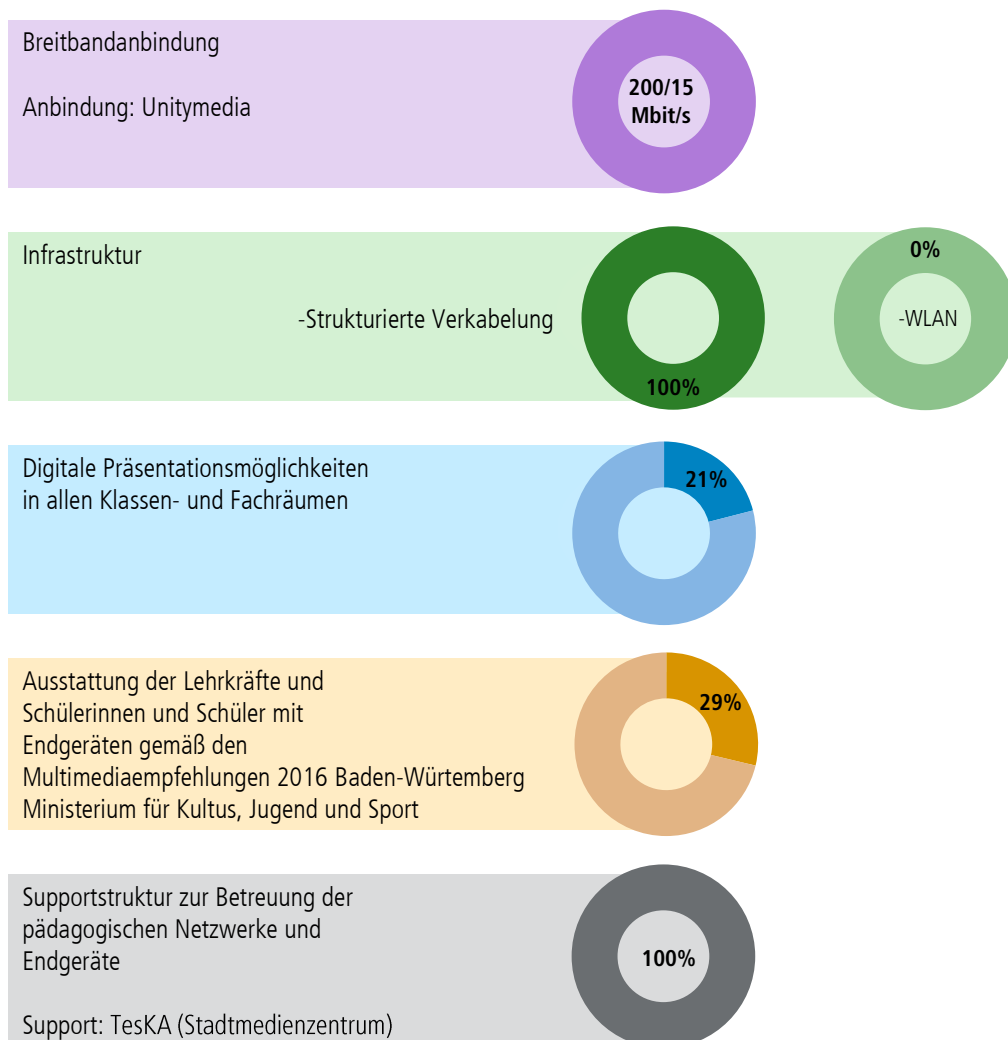 Breitbandanbindung
Anbindung: Unitymedia
200/15
Mbit/s
Infrastruktur
-Strukturierte Verkabelung
100%
0%
-WLAN
Digitale Präsentationsmöglichkeiten
in allen Klassen- und Fachräumen
21%
Ausstattung der Lehrkräfte und
Schülerinnen und Schüler mit
Endgeräten gemäß den
Multimediaempfehlungen 2016 Baden-Würtemberg
Ministerium für Kultus, Jugend und Sport
29%
Supportstruktur zur Betreuung der
pädagogischen Netzwerke und
Endgeräte
Support: TesKA (Stadtmedienzentrum)
100%